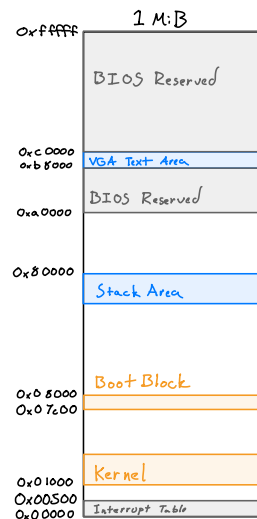 1 MiB
0xfffff
BIOS Reserved
0xc0000
VGA Text Area
0xb8000
BIOS Reserved
0xa0000
0x80000
Stack Area
Boot Block
0x08000
0x07c00
Kernel
0x01000
0x00500
Interrupt Table
0x00000